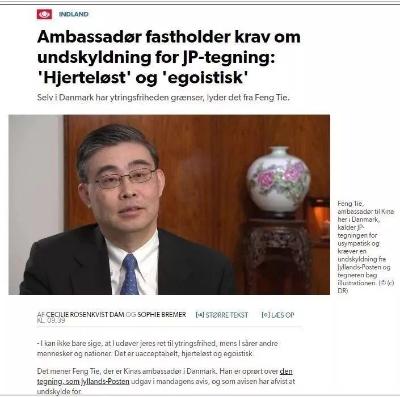 INDLAND
Ambassadør fastholder krav om
undskyldning for JP-tegning:
'Hjerteløst' og 'egoistisk'
Selv i Danmark har ytringsfriheden grænser, lyder det fra Feng Tie.
Feng Tie,
ambassadør til Kina
her i Danmark,
kalder JP-
tegningen for
usympatisk og
kræver en
undskyldning fra
Jyllands-Posten og
tegneren bag
illustrationen. (© (c)
DR)
AF CECILIE ROSENKVIST DAM OG SOPHIE BREMER
KL. 09.39
STØRRE TEKST
LÆS OP
- I kan ikke bare sige, at I udøver jeres ret til ytringsfrihed, mens I sårer andre
mennesker og nationer. Det er uacceptabelt, hjerteløst og egoistisk.
Det mener Feng Tie, der er Kinas ambassadør i Danmark. Han er oprørt over den
tegning, som Jyllands-Posten udgav i mandagens avis, og som avisen har afvist at
undskylde for.